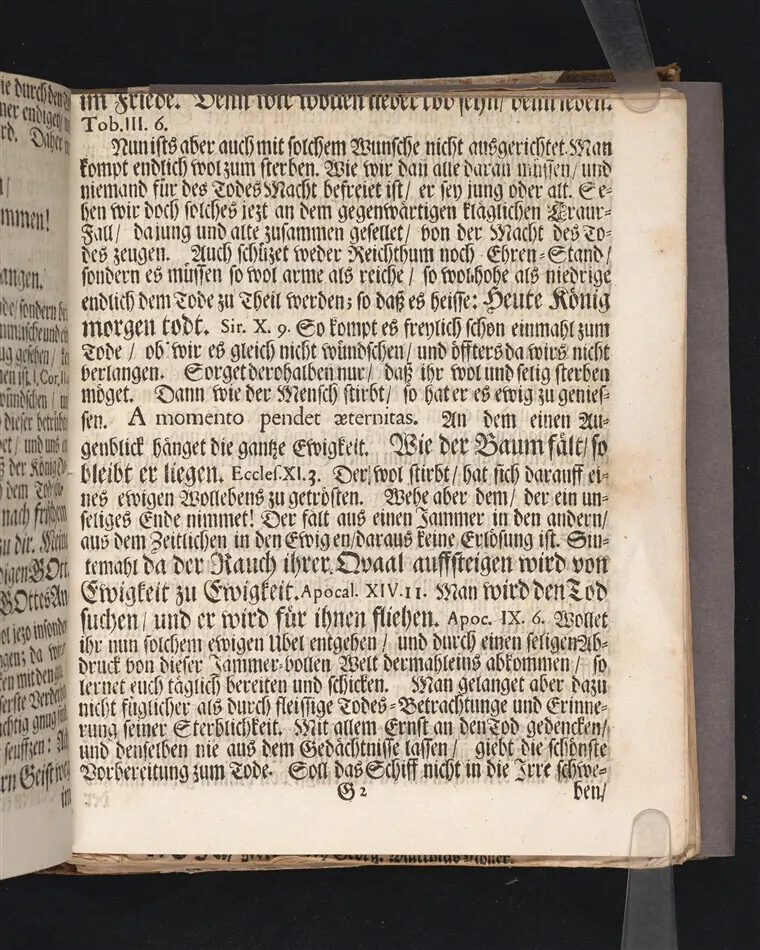 im Friede. Denn wir wollen lieber tod seyn/ denn leben.
Tob. III. 6.
Nun ists aber auch mit solchem Wunsche nicht ausgerichtet. Man
kompt endlich wol zum sterben. Wie wir dan alle daran müssen/ und
niemand für des Todes Macht befreiet ist/ er sey jung oder alt. Se-
hen wir doch solches jezt an dem gegenwärtigen kläglichen Traur-
Fall/ da jung und alte zusammen gesellet/ von der Macht des To-
des zeugen. Auch schüzet weder Reichthum noch Ehren-Stand/
sondern es müssen so wol arme als reiche/ so wol hohe als niedrige
endlich dem Tode zu Theil werden; so daß es heisse: Heute König
morgen todt. Sir. X. 9. So kompt es freylich schon einmahl zum
Tode/ ob wir es gleich nicht wündschen/ und öffters da wirs nicht
verlangen. Sorget derohalben nur/ daß ihr wol und selig sterben
möget. Dann wie der Mensch stirbt/ so hat er es ewig zu genies-
sen. A momento pendet æternitas. An dem einen Au-
genblick hänget die gantze Ewigkeit. Wie der Baum fält/ so
bleibt er liegen. Eccles. XI. 3. Der wol stirbt/ hat sich darauff ei-
nes ewigen Wollebens zu getrösten. Wehe aber dem/ der ein un-
seliges Ende nimmet! Der fält aus einen Jammer in den andern/
aus dem Zeitlichen in den Ewigen/ daraus keine Erlösung ist. Sin-
temahl da der Rauch ihrer Qvaal auffsteigen wird von
Ewigkeit zu Ewigkeit. Apocal. XIV. 11. Man wird den Tod
suchen/ und er wird für ihnen fliehen. Apoc. IX. 6. Wollet
ihr nun solchem ewigen Ubel entgehen/ und durch einen seligen Ab-
druck von dieser Jammer-vollen Welt dermahleins abkommen/ so
lernet euch täglich bereiten und schicken. Man gelanget aber dazu
nicht füglicher als durch fleissige Todes-Betrachtunge und Erinne-
rung seiner Sterblichkeit. Mit allem Ernst an den Tod gedencken/
und denselben nie aus dem Gedächtnisse lassen/ giebt die schönste
Vorbereitung zum Tode. Soll das Schiff nicht in die Irre schwe-
G 2 ben/